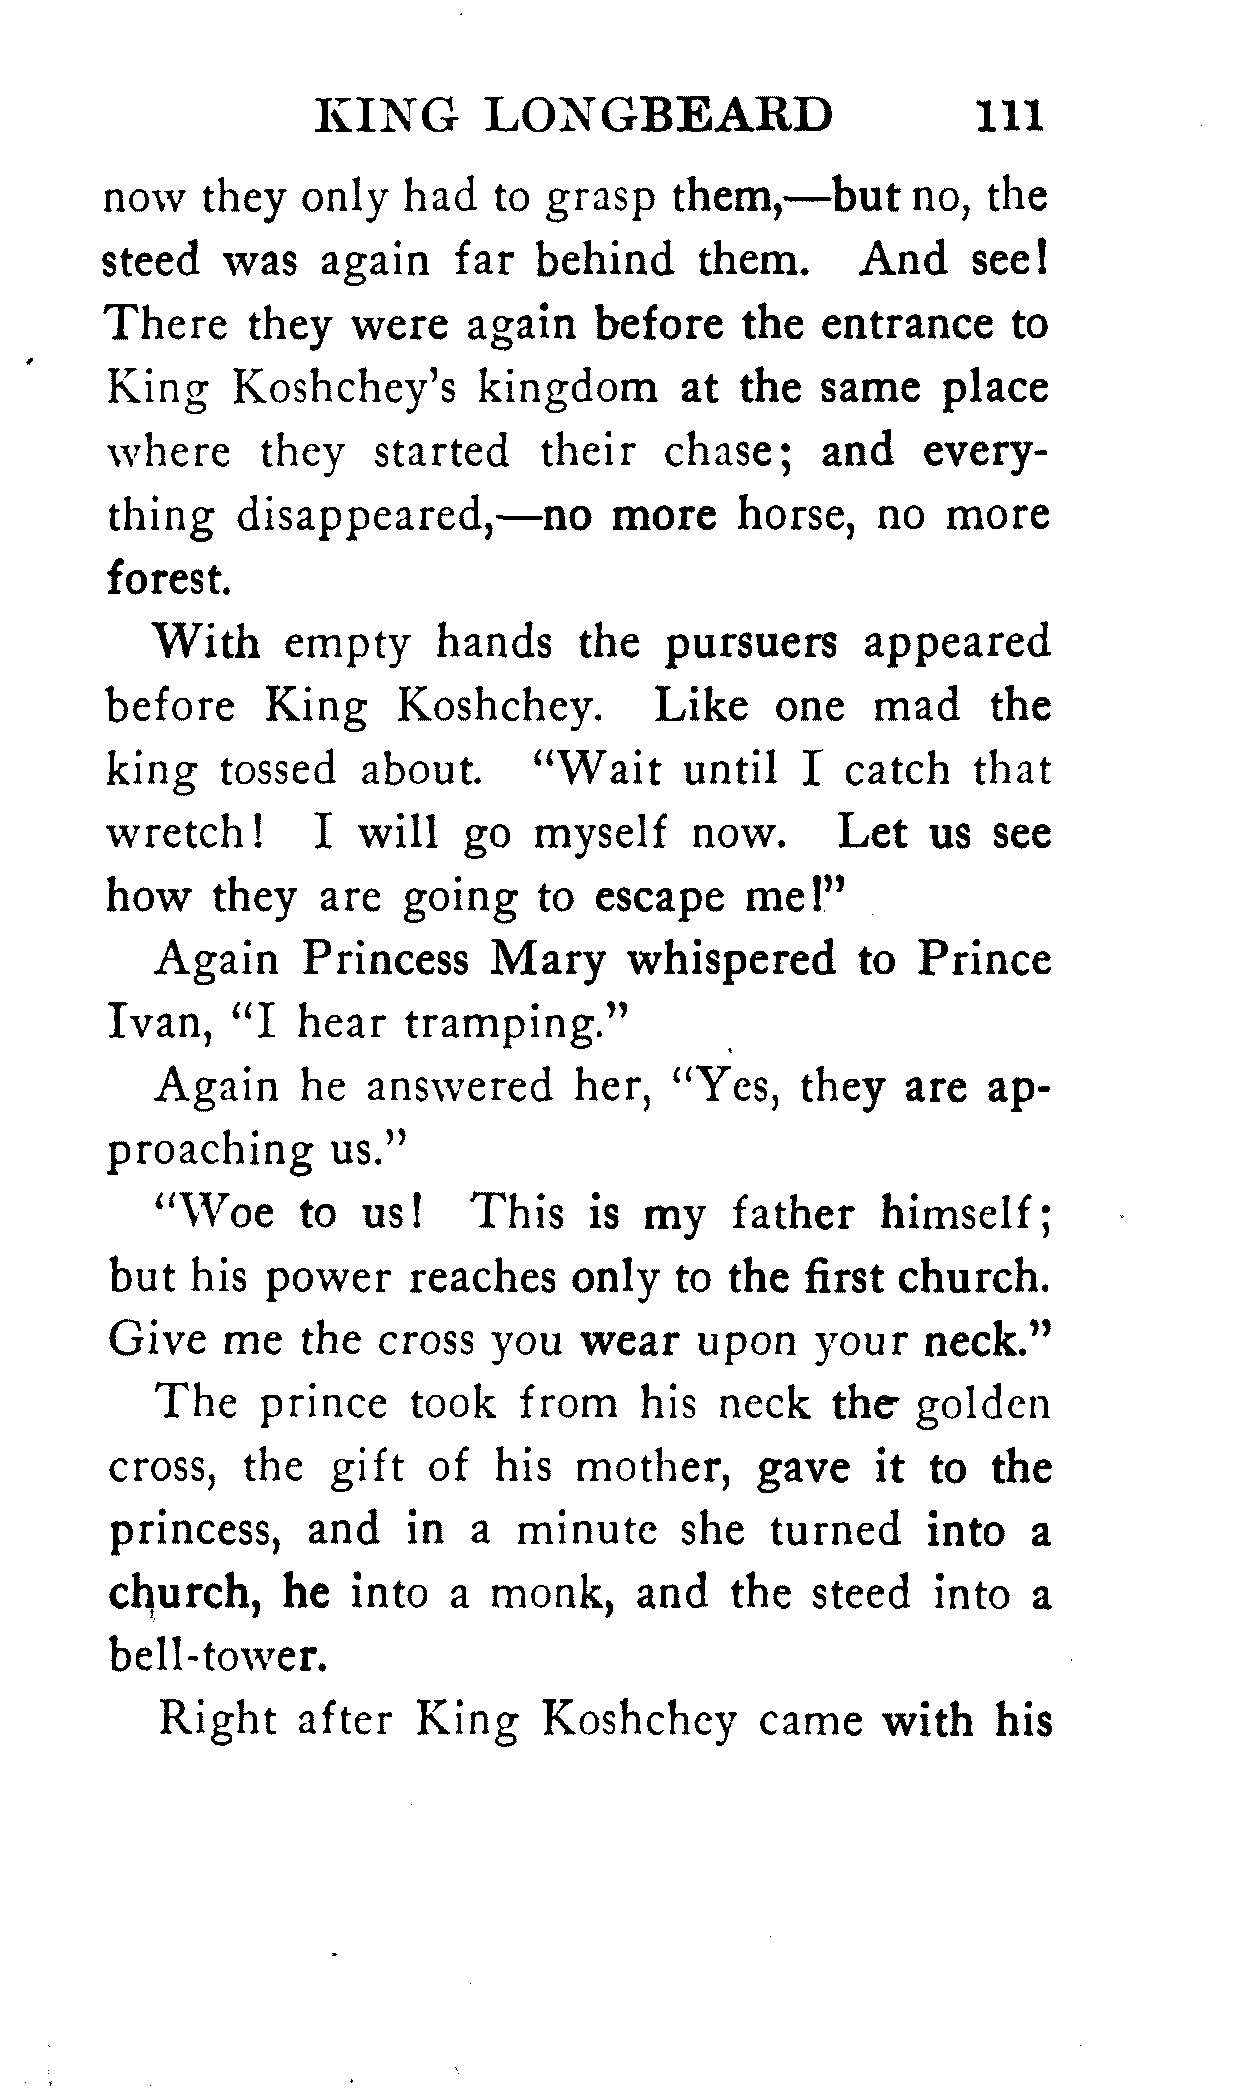 KING LONGBEARD 111
now they only had to grasp them,—but no, the
steed was again far behind them. And see!
There they were again before the entrance to
King Koshchey's kingdom at the same place
where they started their chase; and every-
thing disappeared,—no more horse, no more
forest.
With empty hands the pursuers appeared
before King Koshchey. Like one mad the
king tossed about. "Wait until I catch that
wretch! I will go myself now. Let us see
how they are going to escape me!"
Again Princess Mary whispered to Prince
Ivan, "I hear tramping."
Again he answered her, "Yes, they are ap-
proaching us."
"Woe to us! This is my father himself;
but his power reaches only to the first church.
Give me the cross you wear upon your neck."
The prince took from his neck the golden
cross, the gift of his mother, gave it to the
princess, and in a minute she turned into a
church, he into a monk, and the steed into a
bell-tower.
Right after King Koshchey came with his